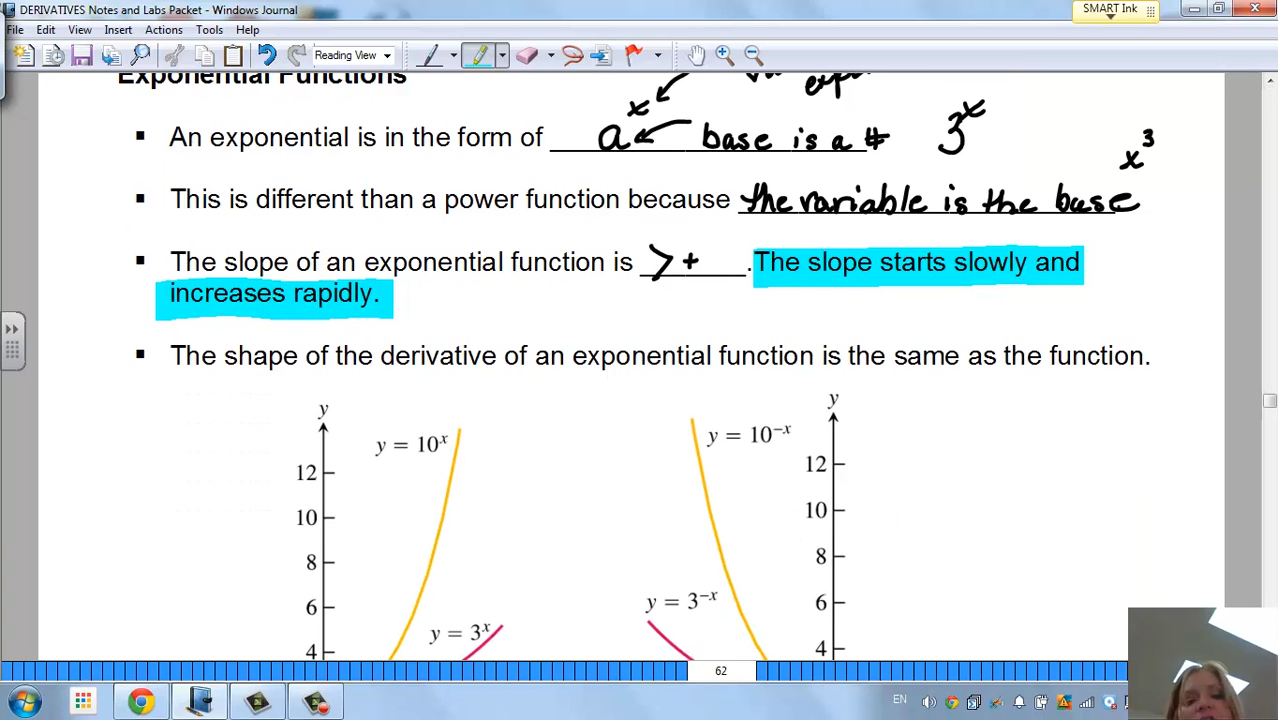 DERIVATIVES Notes and Labs Packet - Windows Journal
SMART Ink
File Edit View Insert Actions Tools Help
Reading View
Exponential Functions
x
▪ An exponential is in the form of a base is a # 3^x
x^3
▪ This is different than a power function because the variable is the base
▪ The slope of an exponential function is > +. The slope starts slowly and
increases rapidly.
▪ The shape of the derivative of an exponential function is the same as the function.
y
y
y = 10^x
y = 10^−x
12
12
10
10
8
8
6
6
y = 3^−x
y = 3^x
4
4
62
EN